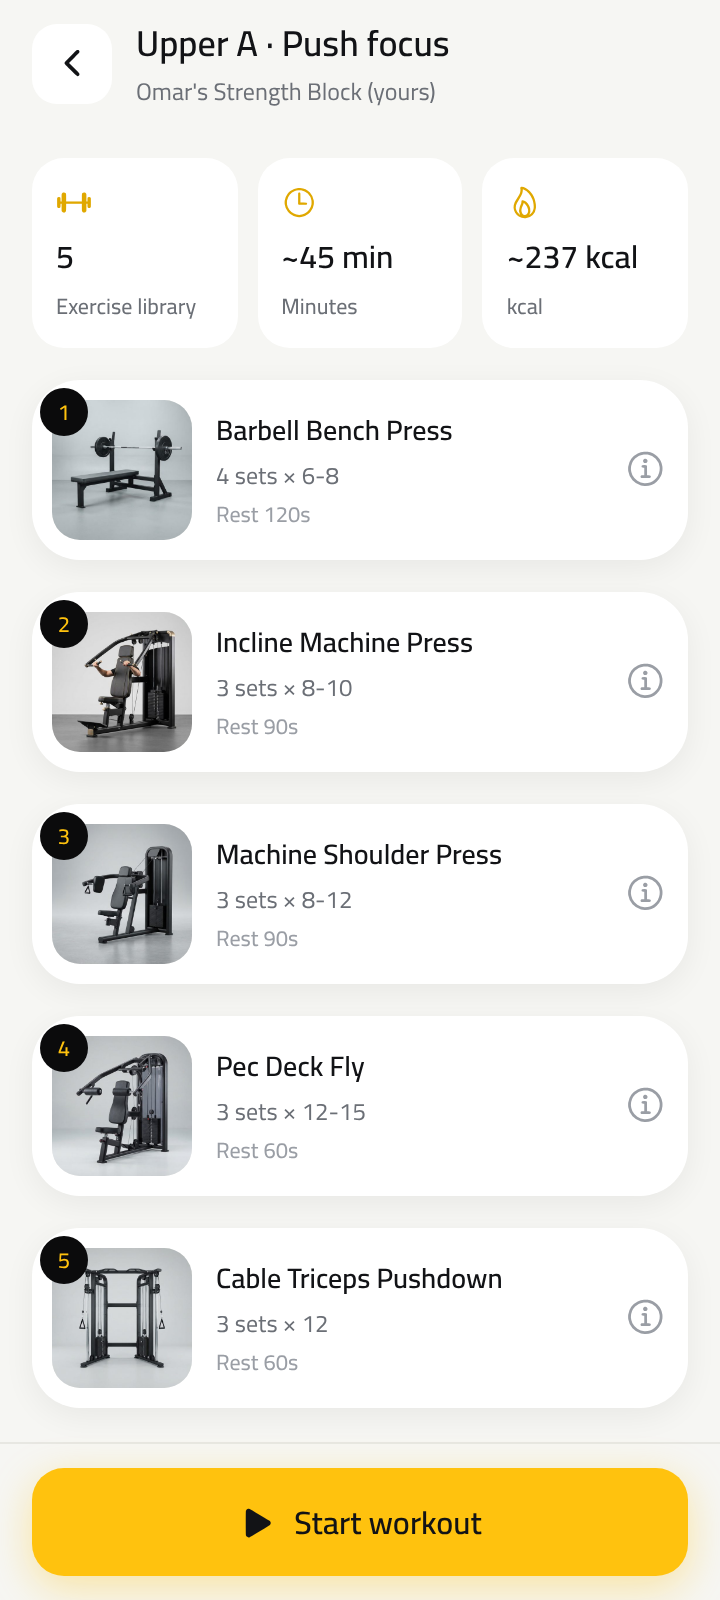 Upper A · Push focus
Omar's Strength Block (yours)
5
Exercise library
~45 min
Minutes
~237 kcal
kcal
1
Barbell Bench Press
4 sets × 6-8
Rest 120s
2
Incline Machine Press
3 sets × 8-10
Rest 90s
3
Machine Shoulder Press
3 sets × 8-12
Rest 90s
4
Pec Deck Fly
3 sets × 12-15
Rest 60s
5
Cable Triceps Pushdown
3 sets × 12
Rest 60s
Start workout